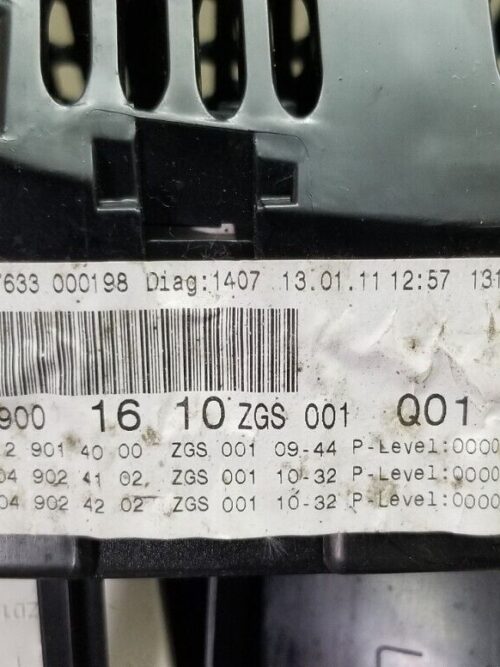 7633 000198 Diag:1407 13.01.11 12:57 131
900 16 10 ZGS 001 Q01
2 901 40 00 ZGS 001 09-44 P-Level:0000
04 902 41 02 ZGS 001 10-32 P-Level:0000
04 902 42 02 ZGS 001 10-32 P-Level:0000